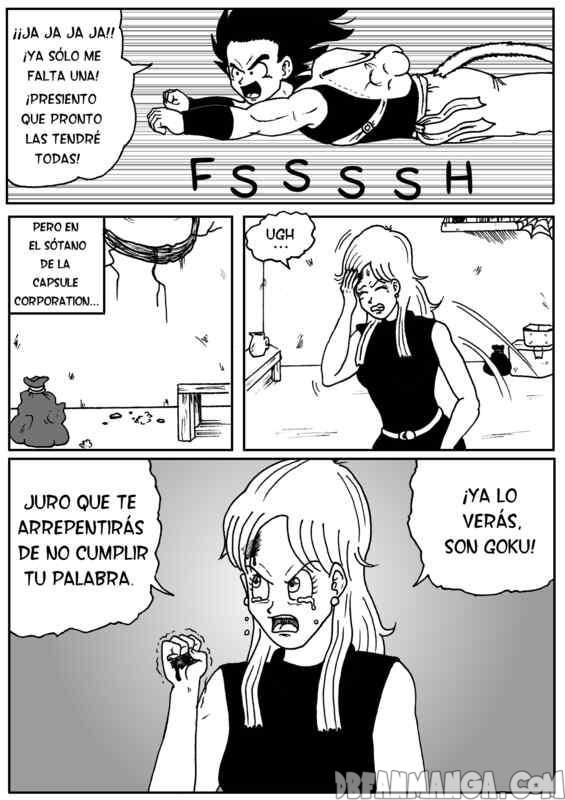 ¡¡JA JA JA JA!!
¡YA SÓLO ME
FALTA UNA!
¡PRESIENTO
QUE PRONTO
LAS TENDRÉ
TODAS!
FSSSSH
PERO EN
EL SÓTANO
DE LA
CAPSULE
CORPORATION...
UGH
...
JURO QUE TE
ARREPENTIRÁS
DE NO CUMPLIR
TU PALABRA.
¡YA LO
VERÁS,
SON GOKU!
DBFANMANGA.COM